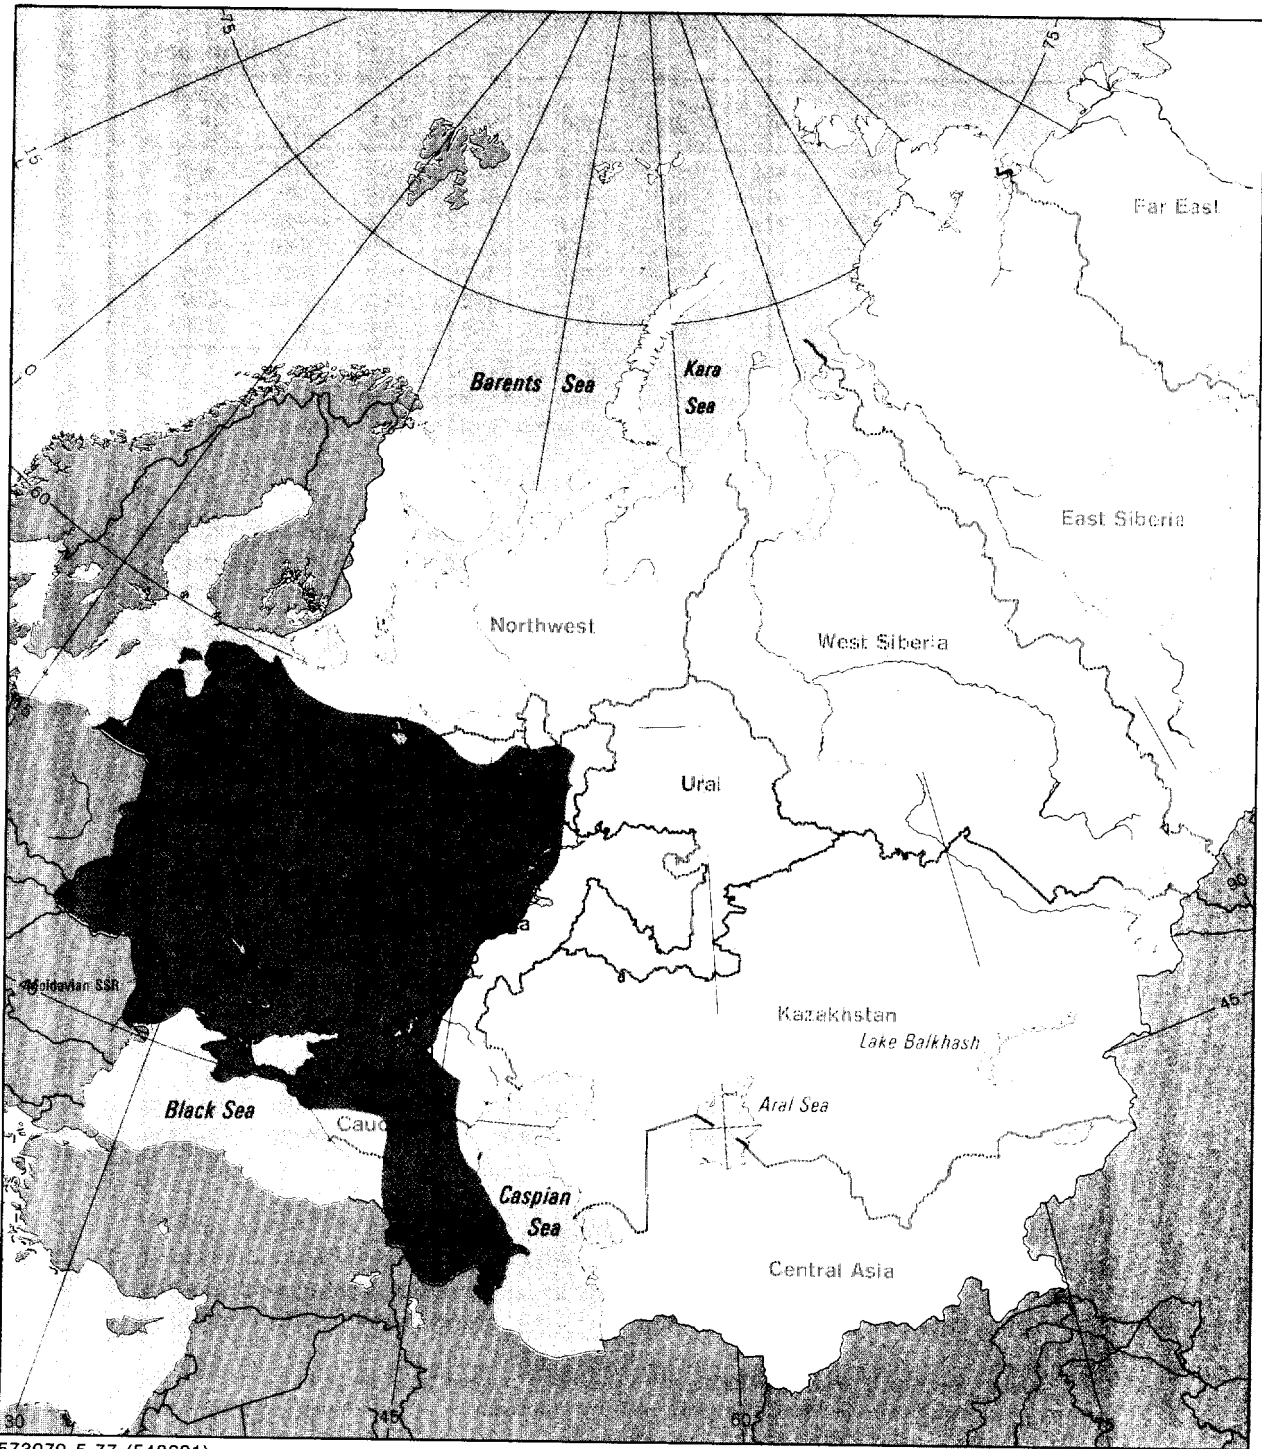 75
75
15
Far East
0
Barents Sea
Kara
Sea
60
East Siberia
Northwest
West Siberia
Ural
90
Moldavian SSR
45
Kazakhstan
Lake Balkhash
Aral Sea
Black Sea
Cauc
Caspian
Sea
Central Asia
30
45
60